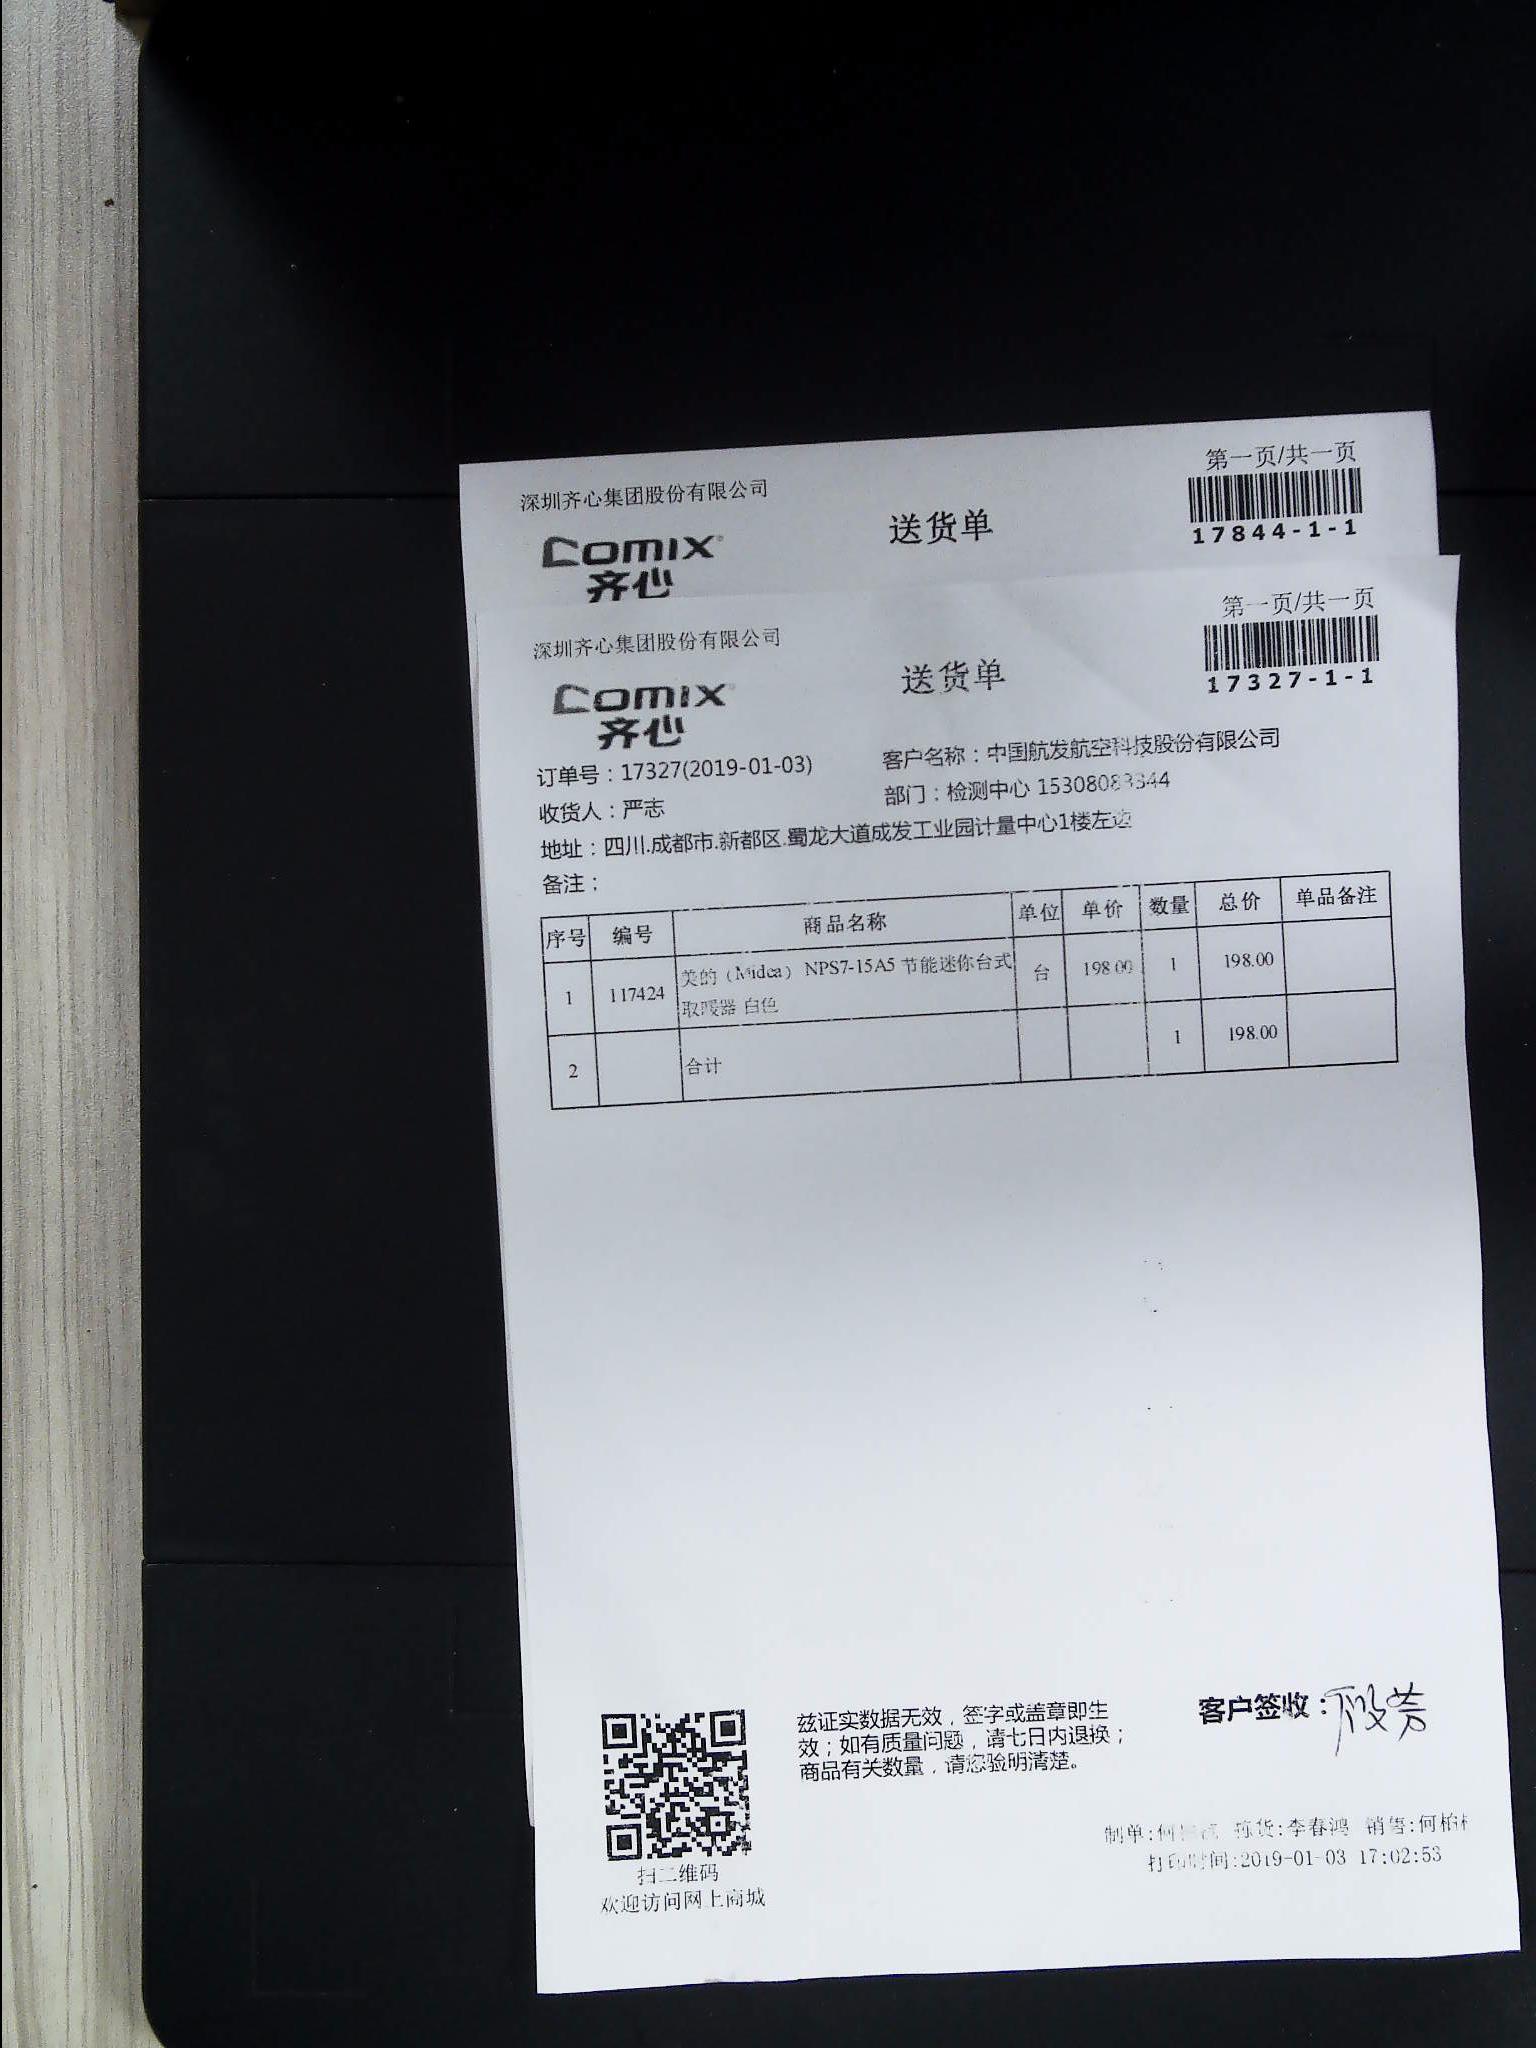 深圳齐心集团股份有限公司
送货单
第一页/共一页
17844-1-1
COMIX
齐心
深圳齐心集团股份有限公司
送货单
第一页/共一页
17327-1-1
COMIX
齐心
订单号：17327(2019-01-03)
客户名称：中国航发航空科技股份有限公司
收货人：严志
部门：检测中心 15308083344
地址：四川.成都市.新都区.蜀龙大道成发工业园计量中心1楼左边
备注：
序号 编号 商品名称 单位 单价 数量 总价 单品备注
1 117424 美的（Midea） NPS7-15A5 节能迷你台式取暖器 白色 台 198.00 1 198.00
2 合计 1 198.00
兹证实数据无效，签字或盖章即生
效；如有质量问题，请七日内退换；
商品有关数量，请您验明清楚。
客户签收：
扫二维码
欢迎访问网上商城
制单:何 拣货:李春鸿 销售:何
打印时间:2019-01-03 17:02:53